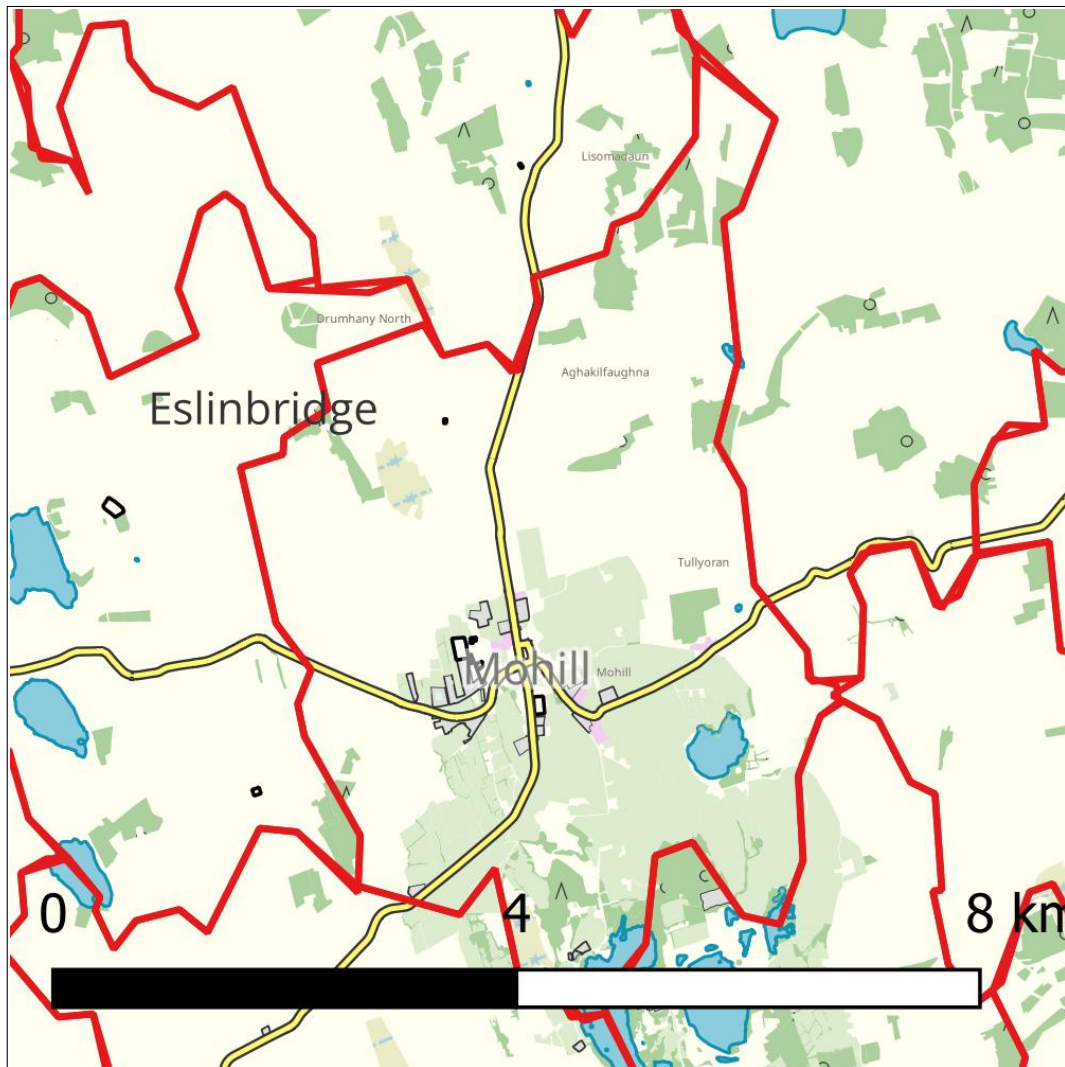 Lisomadaun
Drumhany North
Aghakilfaughna
Eslinbridge
Tullyoran
Mohill
Mohill
0 4 8 km